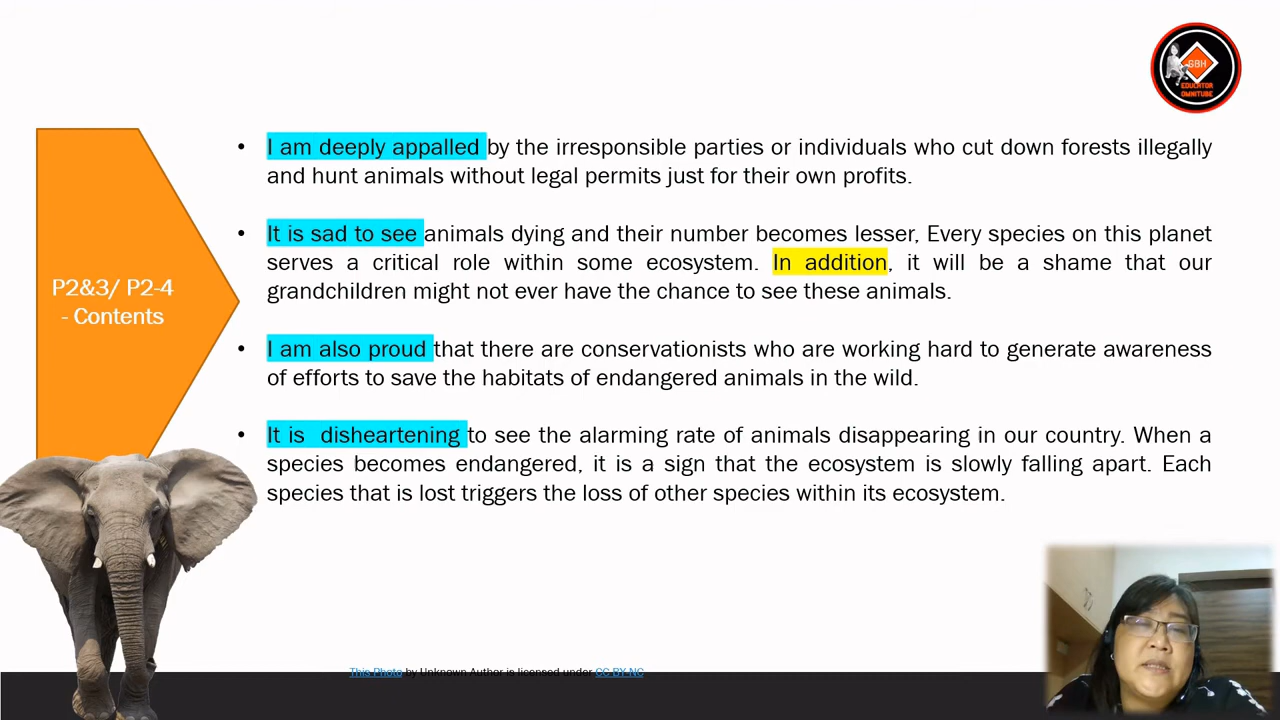 GBH
EDUCATOR
OMNITUBE
• I am deeply appalled by the irresponsible parties or individuals who cut down forests illegally
and hunt animals without legal permits just for their own profits.
• It is sad to see animals dying and their number becomes lesser, Every species on this planet
serves a critical role within some ecosystem. In addition, it will be a shame that our
grandchildren might not ever have the chance to see these animals.
P2&3/ P2-4
- Contents
• I am also proud that there are conservationists who are working hard to generate awareness
of efforts to save the habitats of endangered animals in the wild.
• It is  disheartening to see the alarming rate of animals disappearing in our country. When a
species becomes endangered, it is a sign that the ecosystem is slowly falling apart. Each
species that is lost triggers the loss of other species within its ecosystem.
This Photo by Unknown Author is licensed under CC BY-NC